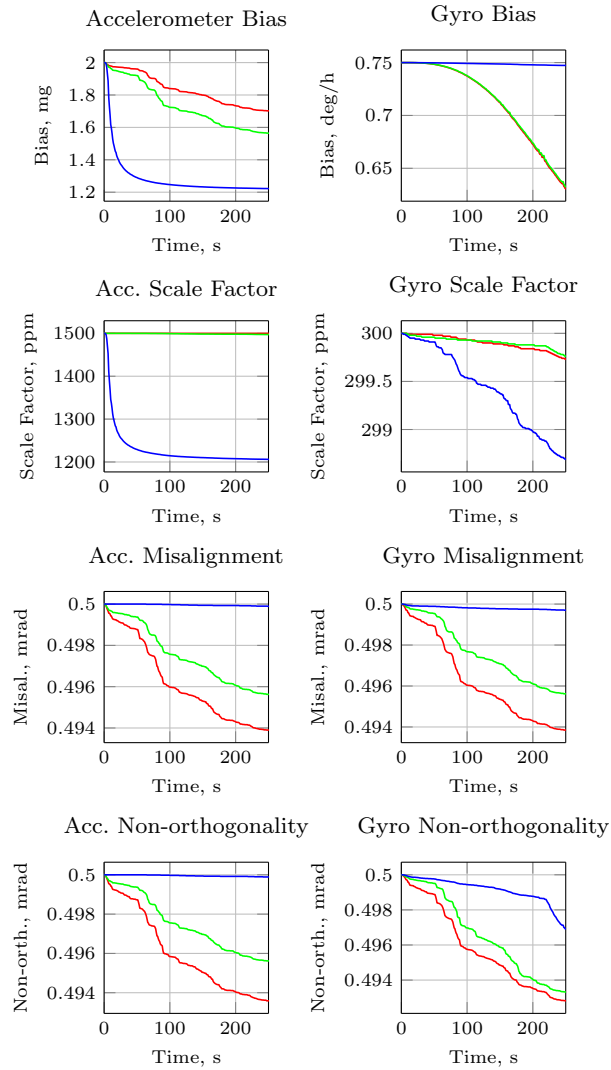 Accelerometer Bias
2
1.8
1.6
1.4
1.2
Bias, mg
0 100 200
Time, s
Gyro Bias
0.75
0.7
0.65
Bias, deg/h
0 100 200
Time, s
Acc. Scale Factor
1500
1400
1300
1200
Scale Factor, ppm
0 100 200
Time, s
Gyro Scale Factor
300
299.5
299
Scale Factor, ppm
0 100 200
Time, s
Acc. Misalignment
0.5
0.498
0.496
0.494
Misal., mrad
0 100 200
Time, s
Gyro Misalignment
0.5
0.498
0.496
0.494
Misal., mrad
0 100 200
Time, s
Acc. Non-orthogonality
0.5
0.498
0.496
0.494
Non-orth., mrad
0 100 200
Time, s
Gyro Non-orthogonality
0.5
0.498
0.496
0.494
Non-orth., mrad
0 100 200
Time, s